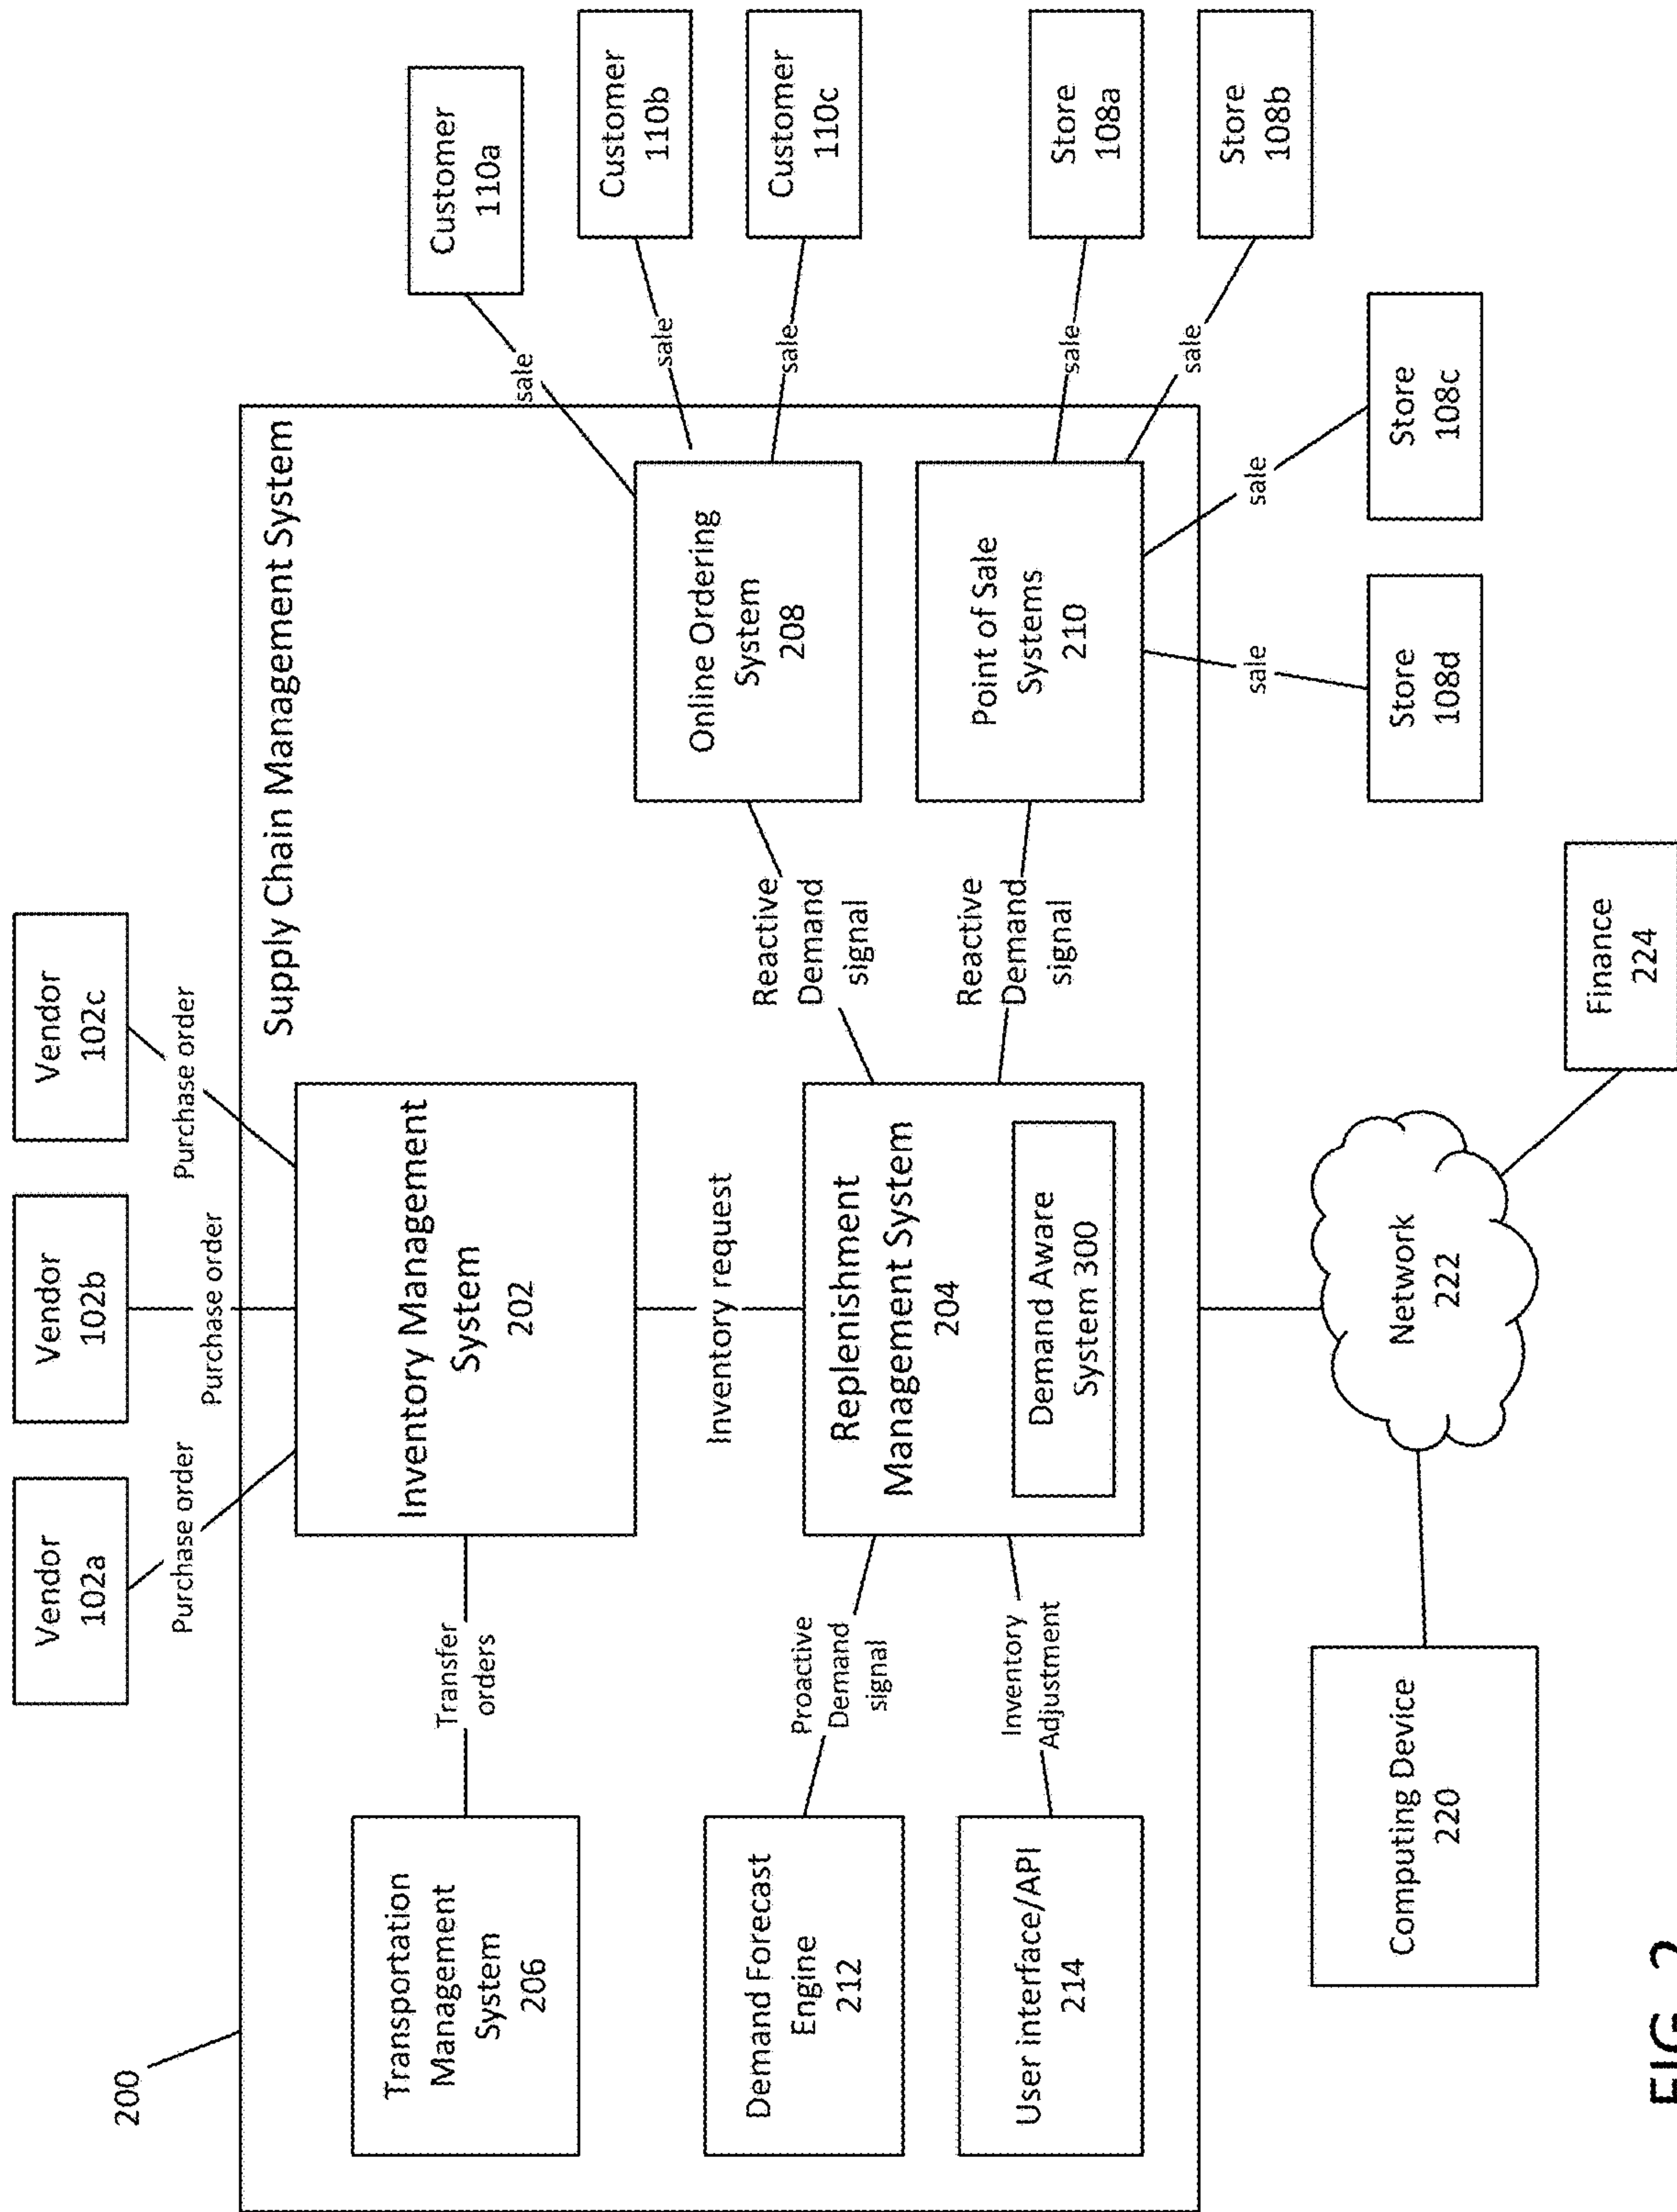 Vendor
102a
Vendor
102b
Vendor
102c
Purchase order
Purchase order
Purchase order
200
Supply Chain Management System
Transportation
Management
System
206
Transfer
orders
Inventory Management
System
202
Inventory request
Demand Forecast
Engine
212
Proactive
Demand
signal
User interface/API
214
Inventory
Adjustment
Replenishment
Management System
204
Demand Aware
System 300
Reactive
Demand
signal
Reactive
Demand
signal
Online Ordering
System
208
Point of Sale
Systems
210
sale
sale
sale
sale
sale
sale
sale
Customer
110a
Customer
110b
Customer
110c
Store
108a
Store
108b
Store
108c
Store
108d
Computing Device
220
Network
222
Finance
224
FIG. 2